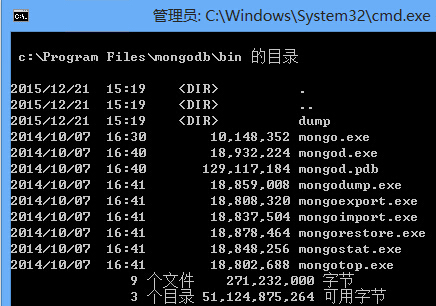 管理员: C:\Windows\System32\cmd.exe
c:\Program Files\mongodb\bin 的目录
2015/12/21  15:19    <DIR>          .
2015/12/21  15:19    <DIR>          ..
2015/12/21  15:19    <DIR>          dump
2014/10/07  16:30        10,148,352 mongo.exe
2014/10/07  16:40        18,932,224 mongod.exe
2014/10/07  16:40       129,117,184 mongod.pdb
2014/10/07  16:41        18,859,008 mongodump.exe
2014/10/07  16:41        18,808,320 mongoexport.exe
2014/10/07  16:41        18,837,504 mongoimport.exe
2014/10/07  16:41        18,878,464 mongorestore.exe
2014/10/07  16:41        18,848,256 mongostat.exe
2014/10/07  16:41        18,802,688 mongotop.exe
9 个文件    271,232,000 字节
3 个目录 51,124,875,264 可用字节